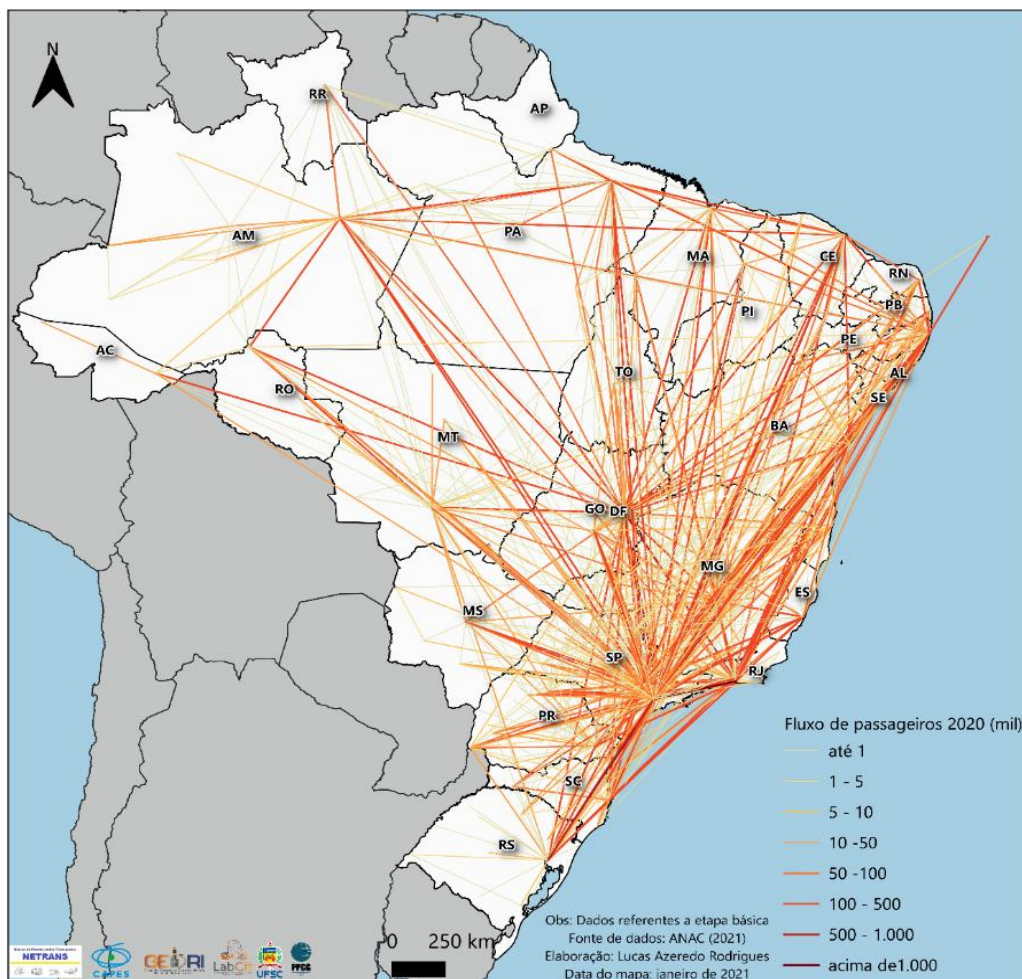 N
RR
AP
AM
PA
MA
CE
RN
PB
PI
PE
AC
TO
AL
RO
SE
BA
MT
GO DF
MG
ES
MS
SP
RJ
PR
Fluxo de passageiros 2020 (mil)
até 1
1 - 5
SC
5 - 10
RS
10 -50
50 -100
100 - 500
500 - 1.000
acima de1.000
Obs: Dados referentes a etapa básica
Fonte de dados: ANAC (2021)
Elaboração: Lucas Azeredo Rodrigues
Data do mapa: janeiro de 2021
0 250 km
NETRANS
CAPES
GEDRI
LabCit
UFSC
PPGG